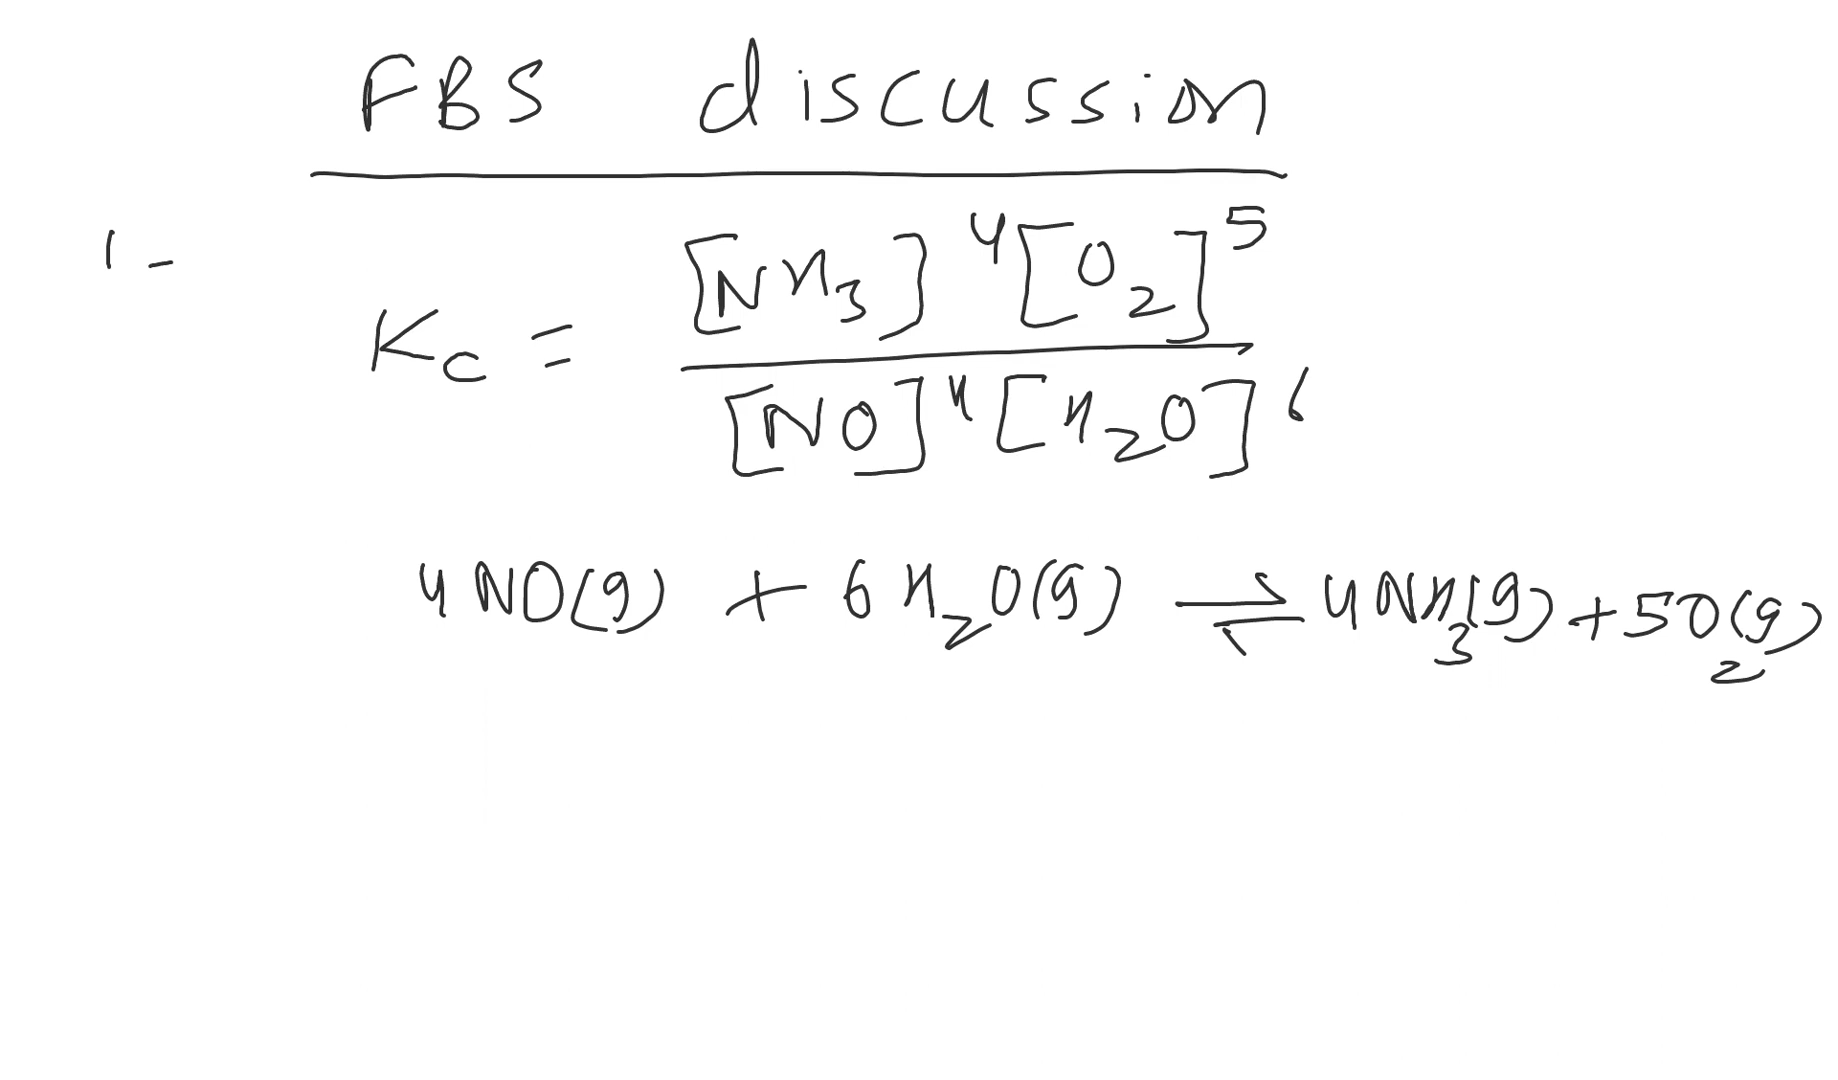 FBS discussion
1-
Kc = [NH3]^4 [O2]^5 / [NO]^4 [H2O]^6
4NO(g) + 6H2O(g) ⇌ 4NH3(g) + 5O2(g)